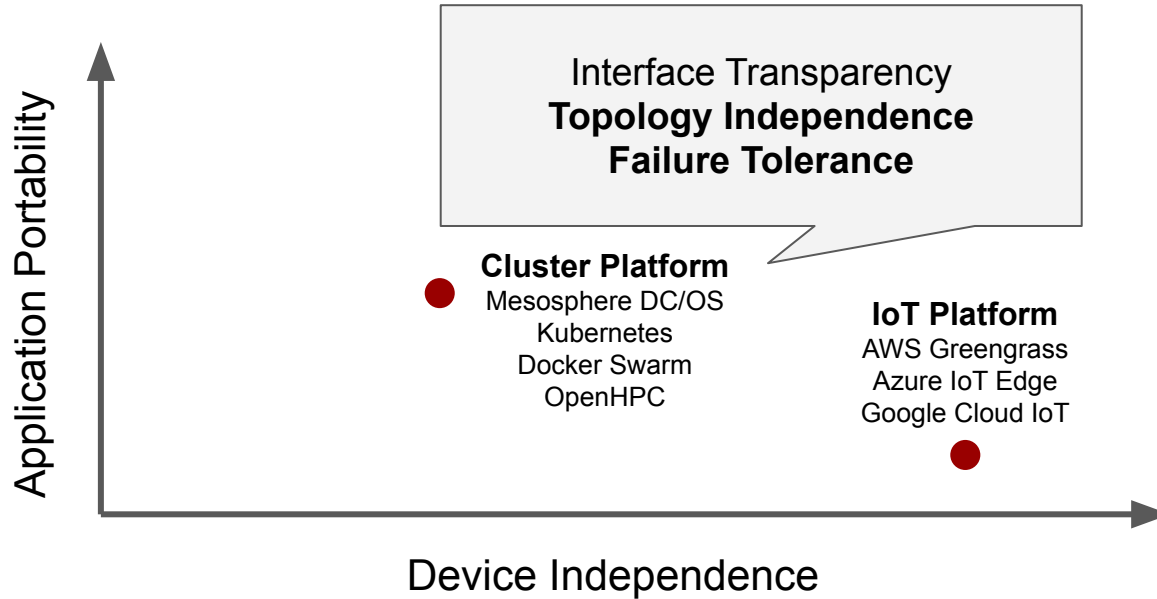 Application Portability
Interface Transparency
Topology Independence
Failure Tolerance
Cluster Platform
Mesosphere DC/OS
Kubernetes
Docker Swarm
OpenHPC
IoT Platform
AWS Greengrass
Azure IoT Edge
Google Cloud IoT
Device Independence